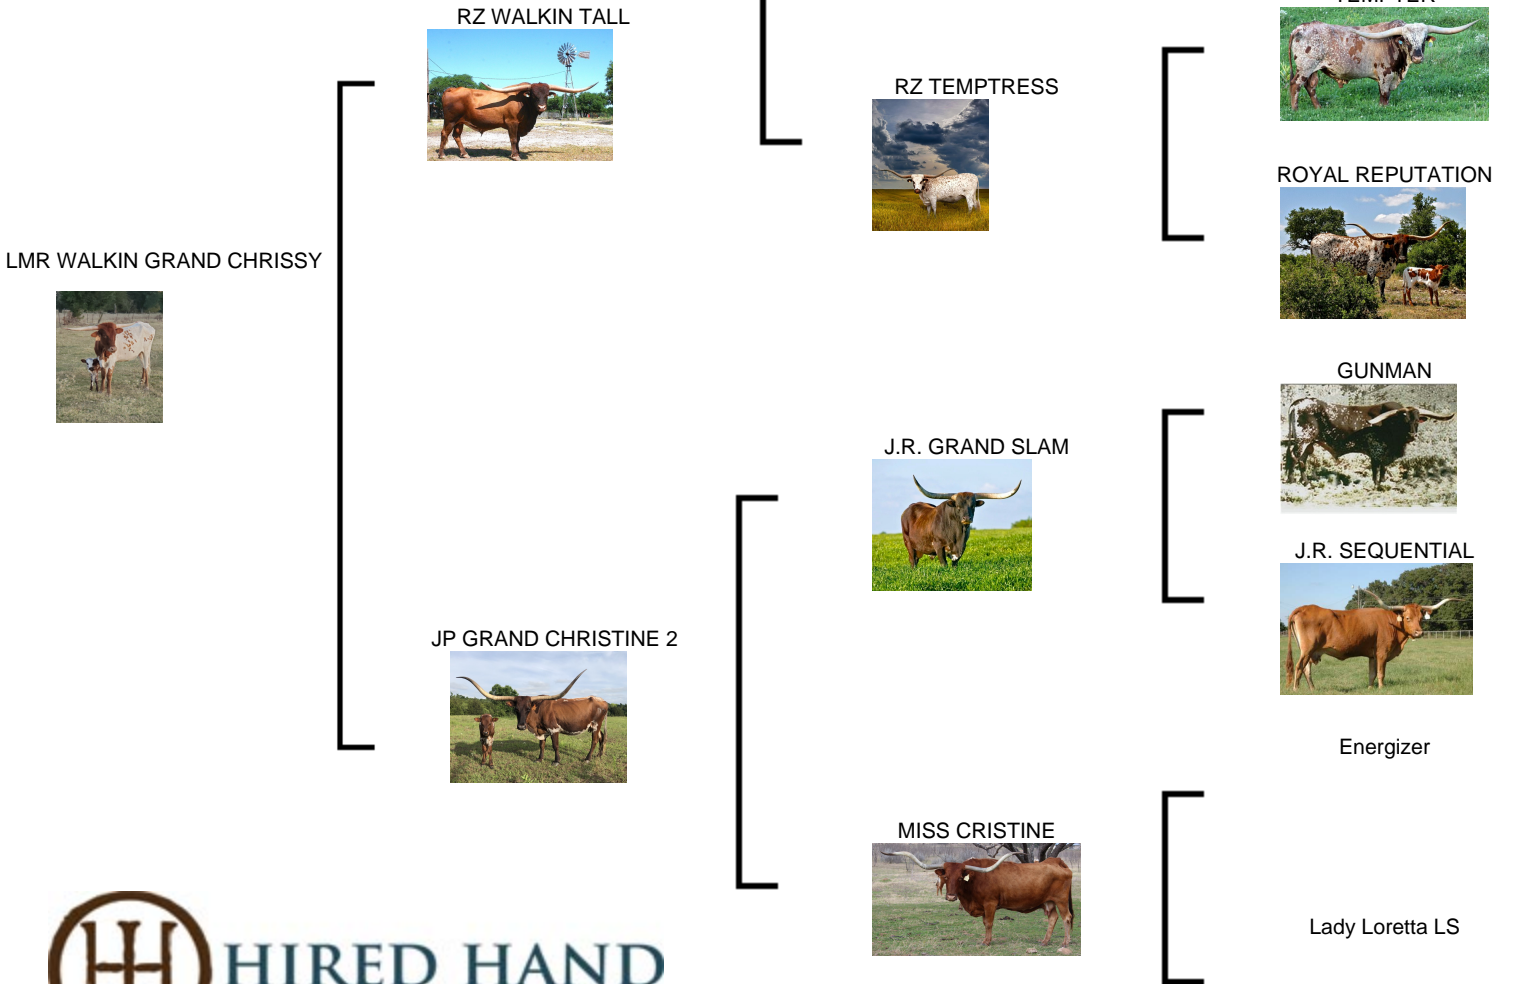 RZ WALKIN TALL
RZ TEMPTRESS
ROYAL REPUTATION
LMR WALKIN GRAND CHRISSY
GUNMAN
J.R. GRAND SLAM
J.R. SEQUENTIAL
JP GRAND CHRISTINE 2
Energizer
MISS CRISTINE
Lady Loretta LS
HIRED HAND